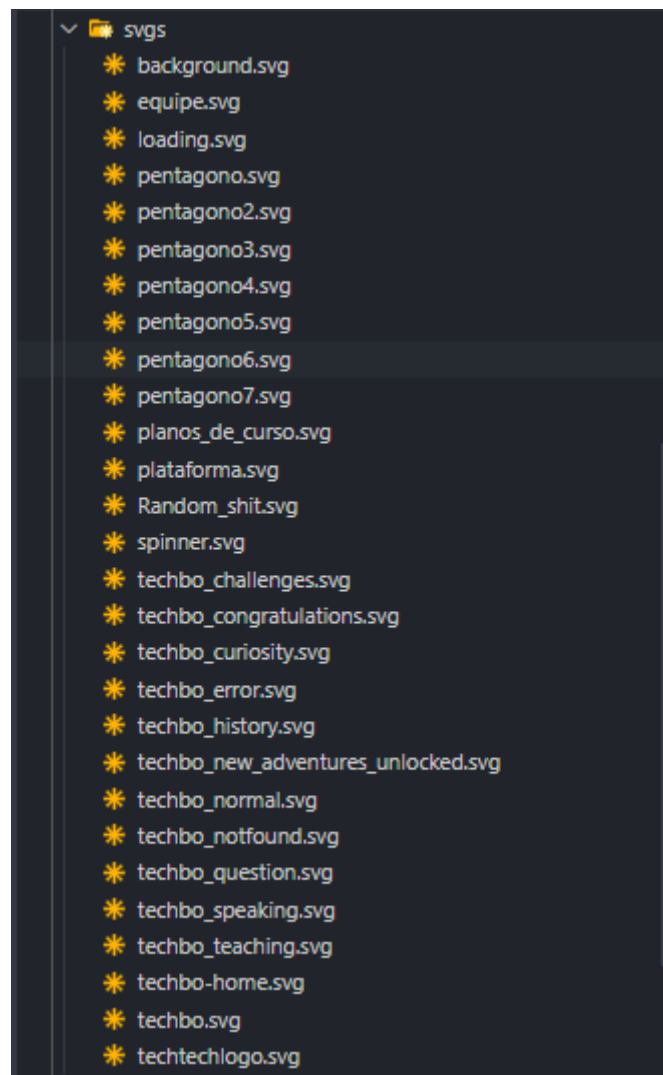 svgs
background.svg
equipe.svg
loading.svg
pentagono.svg
pentagono2.svg
pentagono3.svg
pentagono4.svg
pentagono5.svg
pentagono6.svg
pentagono7.svg
planos_de_curso.svg
plataforma.svg
Random_shit.svg
spinner.svg
techbo_challenges.svg
techbo_congratulations.svg
techbo_curiosity.svg
techbo_error.svg
techbo_history.svg
techbo_new_adventures_unlocked.svg
techbo_normal.svg
techbo_notfound.svg
techbo_question.svg
techbo_speaking.svg
techbo_teaching.svg
techbo-home.svg
techbo.svg
techtechlogo.svg